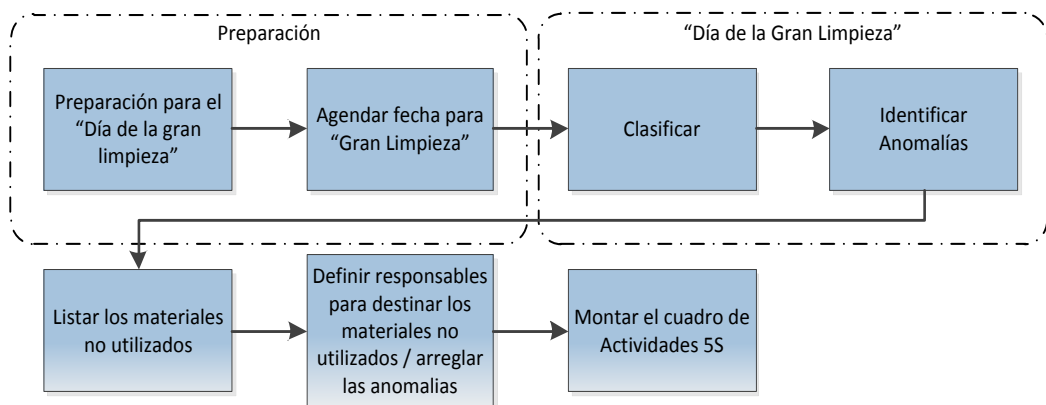 Preparación
“Día de la Gran Limpieza”
Preparación para el
“Día de la gran
limpieza”
Agendar fecha para
“Gran Limpieza”
Clasificar
Identificar
Anomalías
Listar los materiales
no utilizados
Definir responsables
para destinar los
materiales no
utilizados / arreglar
las anomalias
Montar el cuadro de
Actividades 5S